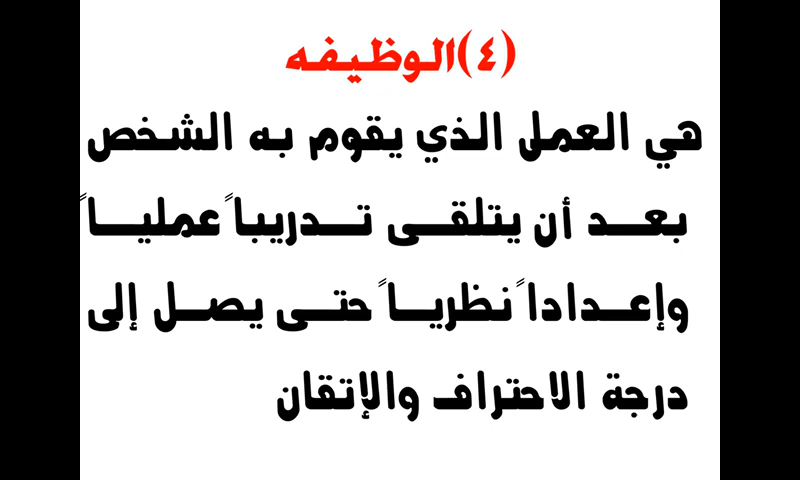 (٤)الوظيفه
هي العمل الذي يقوم به الشخص
بعد أن يتلقى تدريباً عملياً
وإعداداً نظرياً حتى يصل إلى
درجة الاحتراف والإتقان